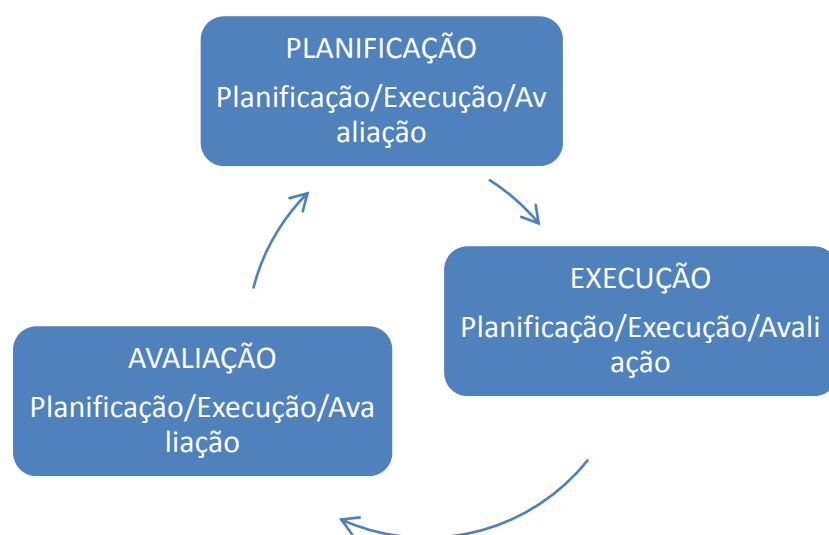 PLANIFICAÇÃO
Planificação/Execução/Av
aliação
EXECUÇÃO
Planificação/Execução/Avali
ação
AVALIAÇÃO
Planificação/Execução/Ava
liação